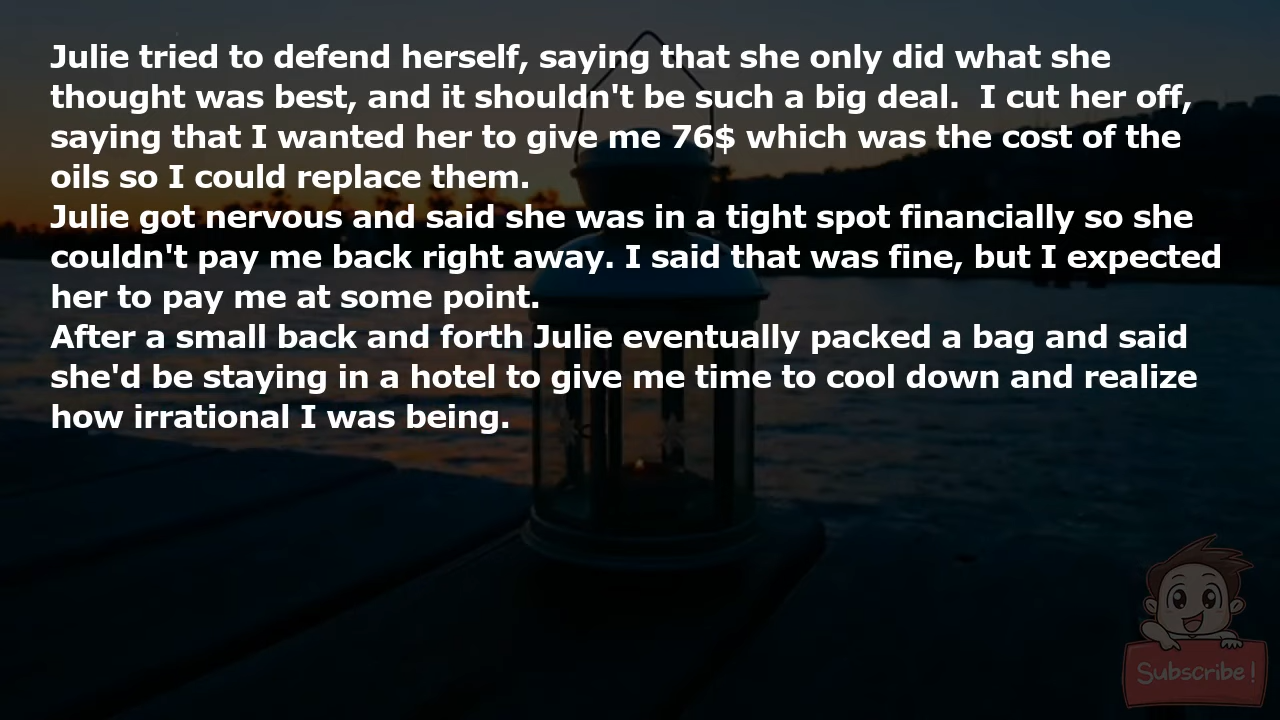 Julie tried to defend herself, saying that she only did what she
thought was best, and it shouldn't be such a big deal.  I cut her off,
saying that I wanted her to give me 76$ which was the cost of the
oils so I could replace them.
Julie got nervous and said she was in a tight spot financially so she
couldn't pay me back right away. I said that was fine, but I expected
her to pay me at some point.
After a small back and forth Julie eventually packed a bag and said
she'd be staying in a hotel to give me time to cool down and realize
how irrational I was being.
Subscribe!